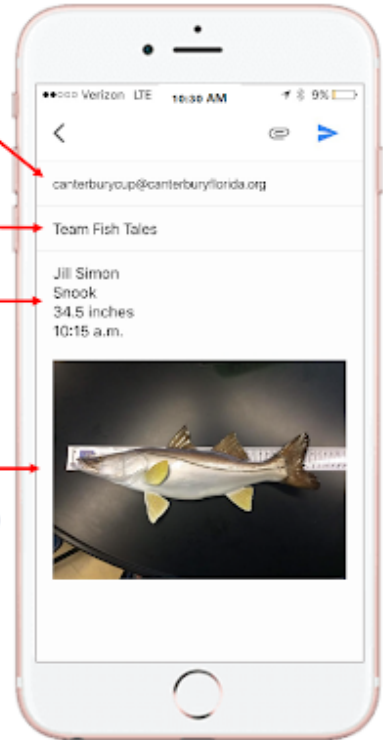 Verizon LTE 10:30 AM 9%
canterburycup@canterburyflorida.org
Team Fish Tales
Jill Simon
Snook
34.5 inches
10:15 a.m.